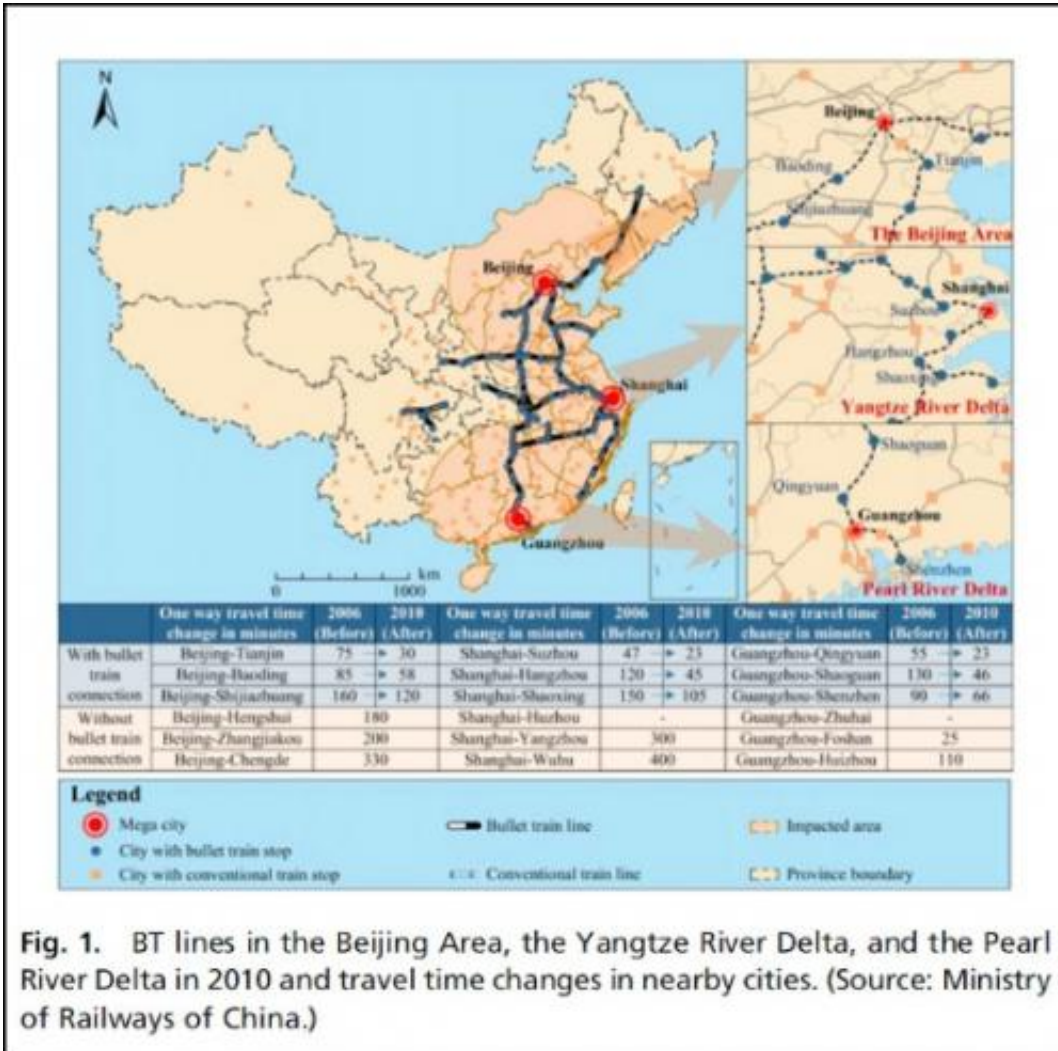 N
Beijing
Shanghai
Guangzhou
km
0 1000
Beijing
Baoding
Tianjin
Shijiazhuang
The Beijing Area
Shanghai
Suzhou
Hangzhou
Shaoxing
Yangtze River Delta
Shaoguan
Qingyuan
Guangzhou
Shenzhen
Pearl River Delta
One way travel time change in minutes 2006 (Before) 2010 (After) One way travel time change in minutes 2006 (Before) 2010 (After) One way travel time change in minutes 2006 (Before) 2010 (After)
With bullet train connection
Beijing-Tianjin 75 30 Shanghai-Suzhou 47 23 Guangzhou-Qingyuan 55 23
Beijing-Baoding 85 58 Shanghai-Hangzhou 120 45 Guangzhou-Shaoguan 130 46
Beijing-Shijiazhuang 160 120 Shanghai-Shaoxing 150 105 Guangzhou-Shenzhen 90 66
Without bullet train connection
Beijing-Hengshui 180 Shanghai-Huzhou - Guangzhou-Zhuhai -
Beijing-Zhangjiakou 200 Shanghai-Yangzhou 300 Guangzhou-Foshan 25
Beijing-Chengde 330 Shanghai-Wuhu 400 Guangzhou-Huizhou 110
Legend
Mega city
Bullet train line
Impacted area
City with bullet train stop
City with conventional train stop
Conventional train line
Province boundary
Fig. 1. BT lines in the Beijing Area, the Yangtze River Delta, and the Pearl
River Delta in 2010 and travel time changes in nearby cities. (Source: Ministry
of Railways of China.)